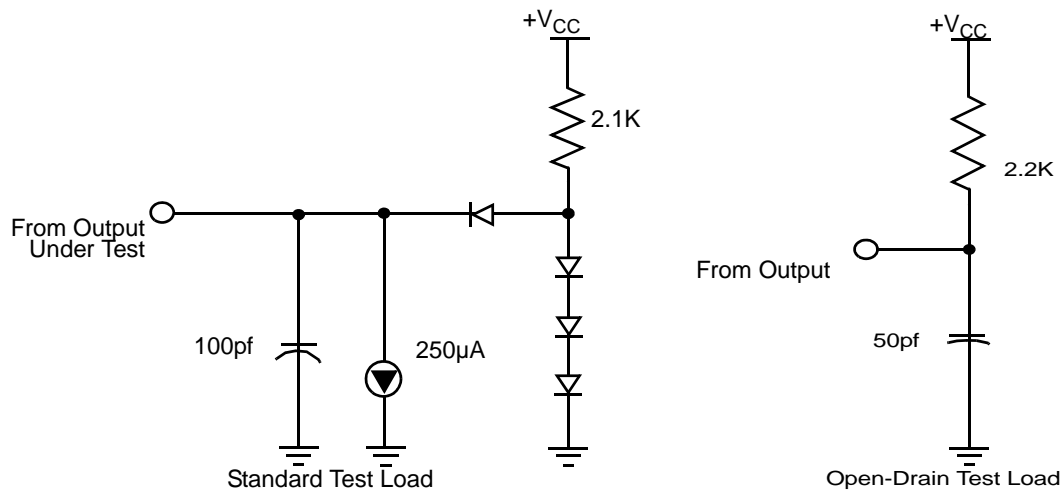 +VCC
2.1K
From Output
Under Test
100pf
250µA
Standard Test Load
+VCC
2.2K
From Output
50pf
Open-Drain Test Load